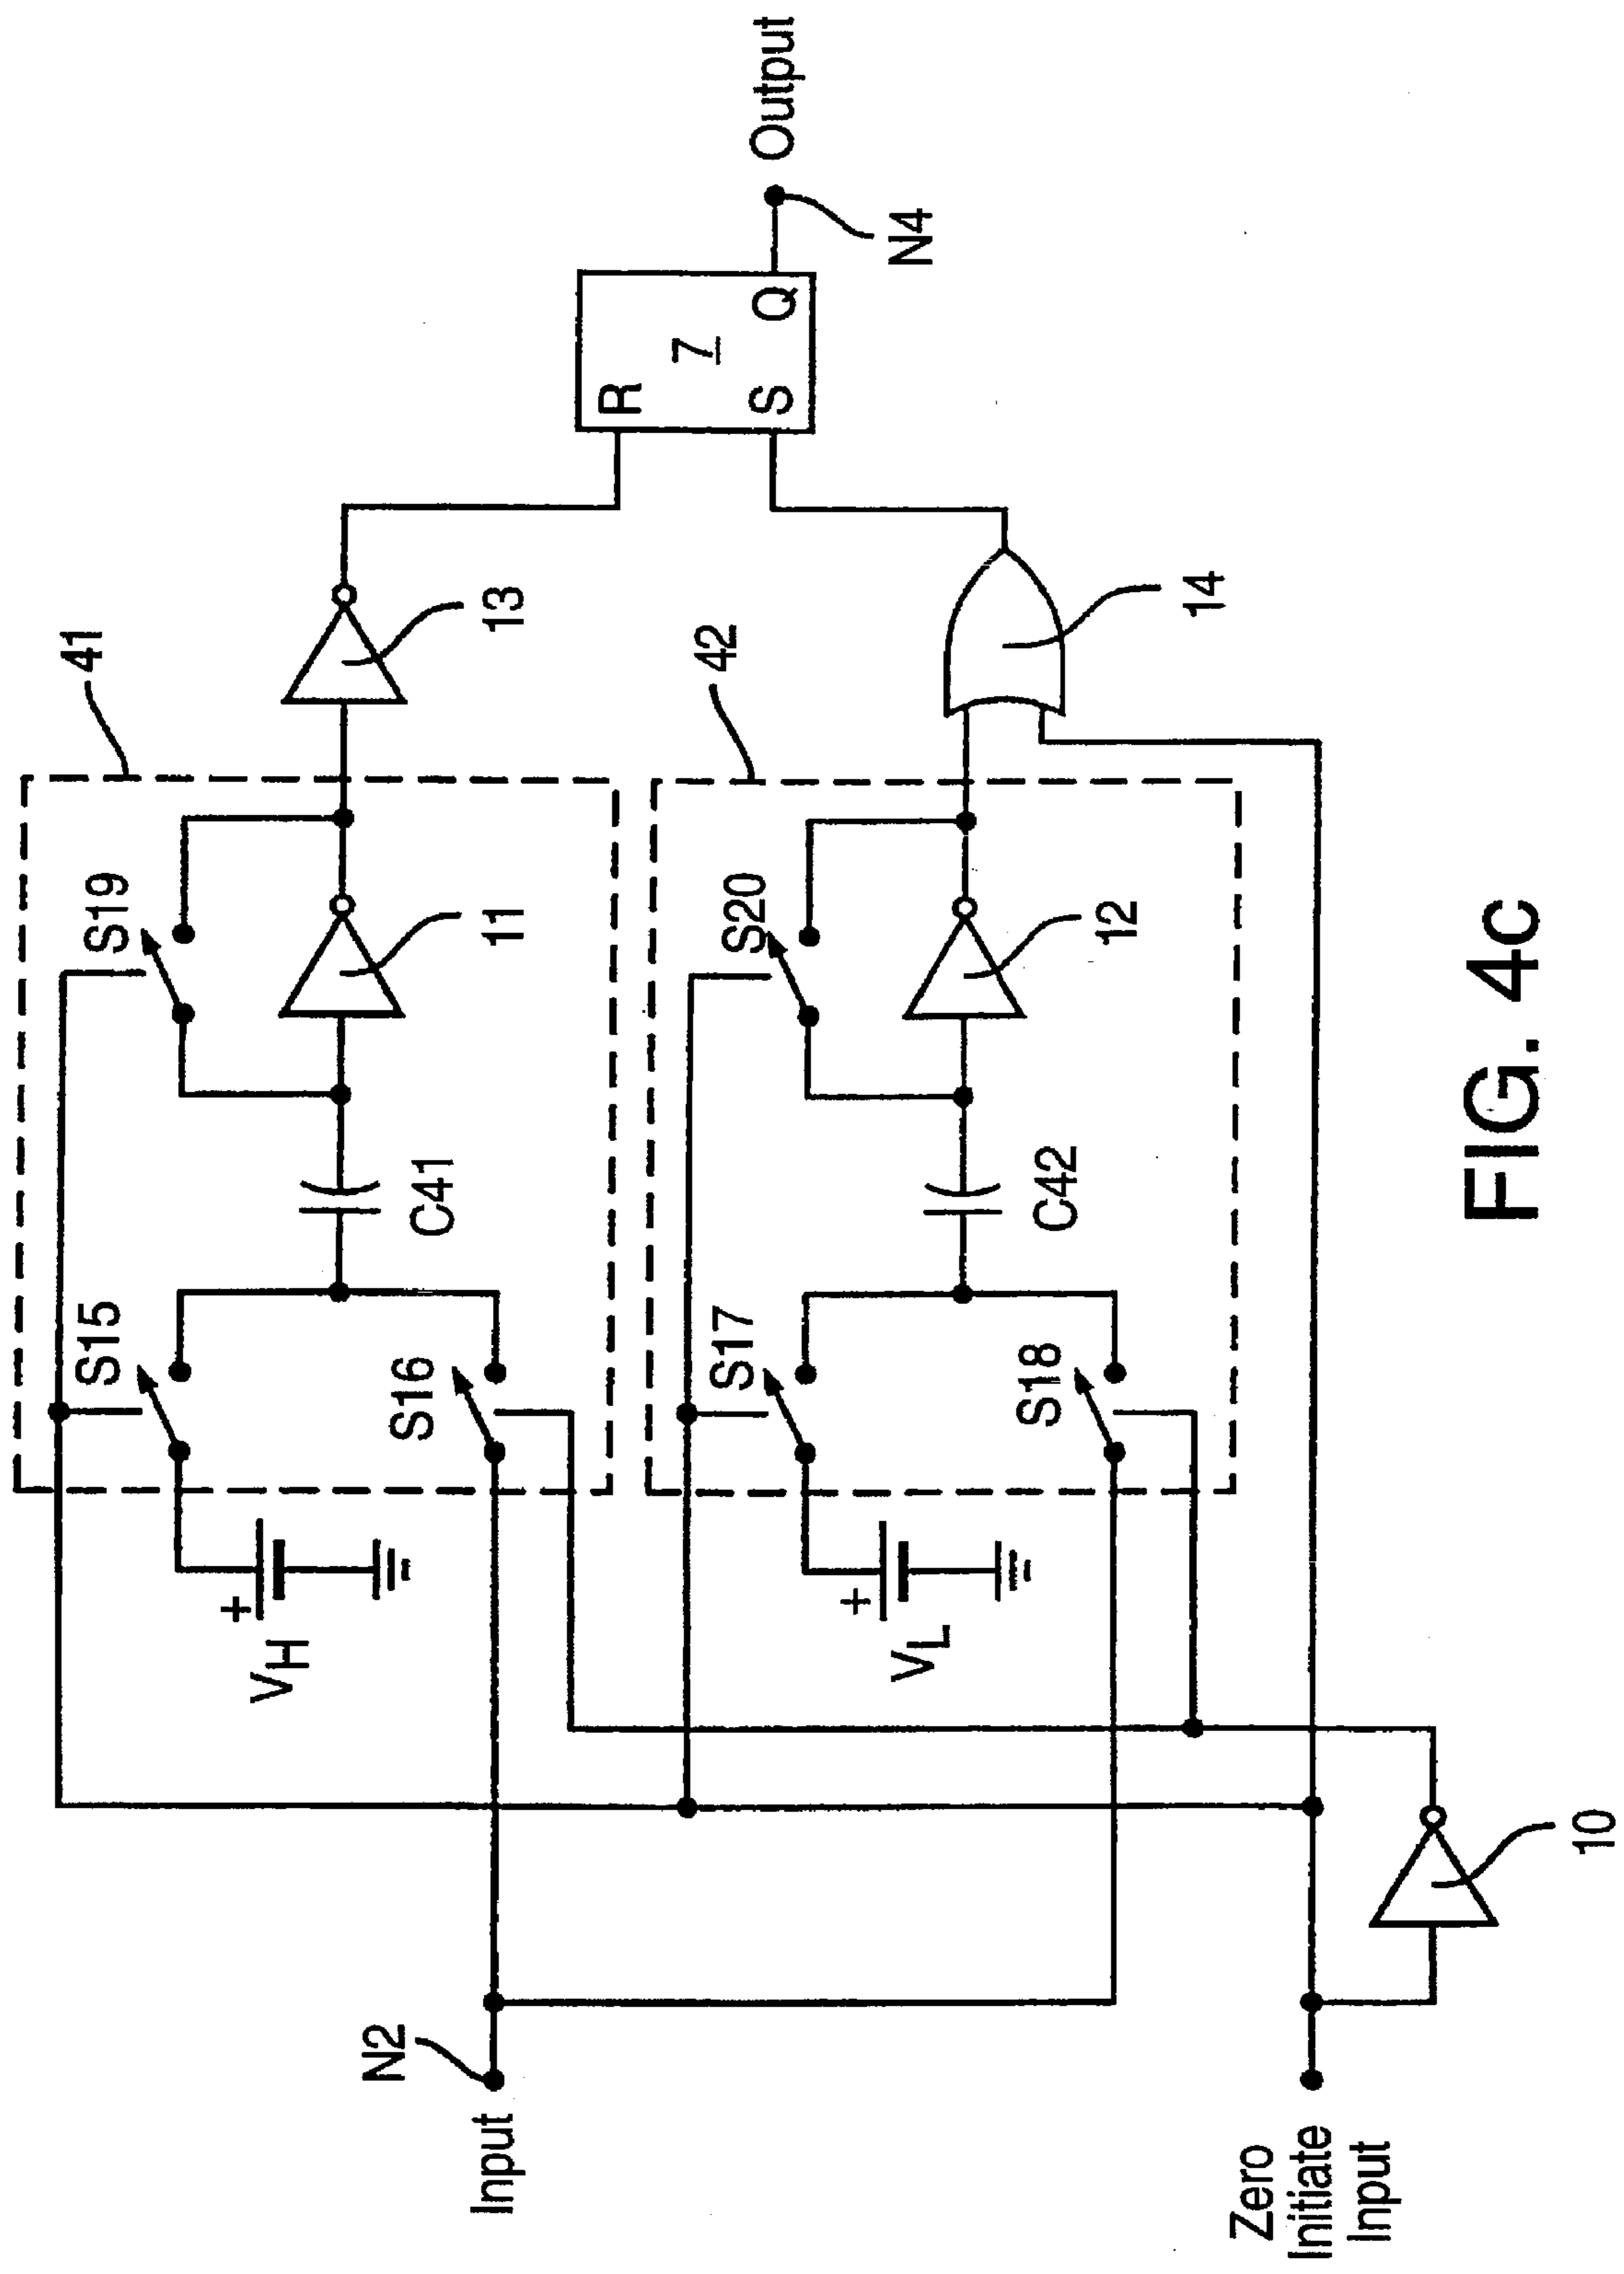 41
S19
S15
11
13
C41
S16
+
VH
R
7
S Q
Output
N4
N2
Input
42
S20
S17
12
14
C42
S18
+
VL
Zero
Initiate
Input
10
FIG. 4c